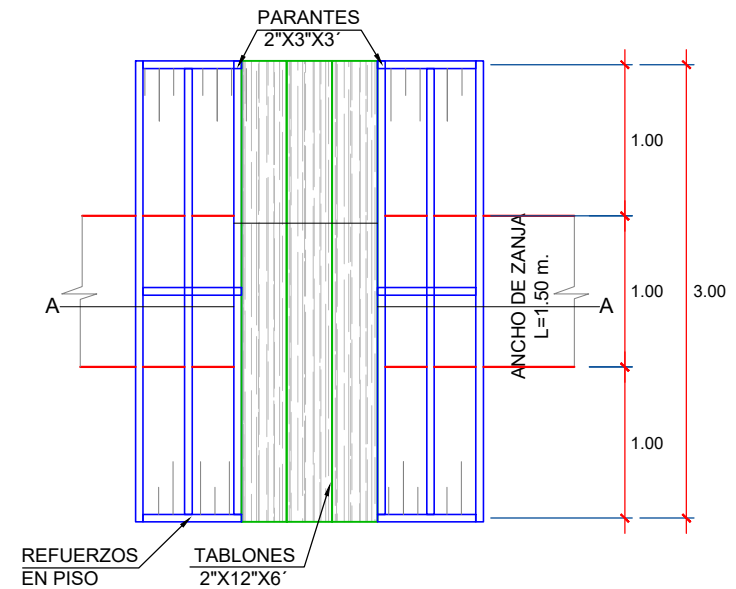 PARANTES
2"X3"X3´
1.00
ANCHO DE ZANJA
L=1.50 m.
A
A
1.00
3.00
1.00
REFUERZOS
EN PISO
TABLONES
2"X12"X6´